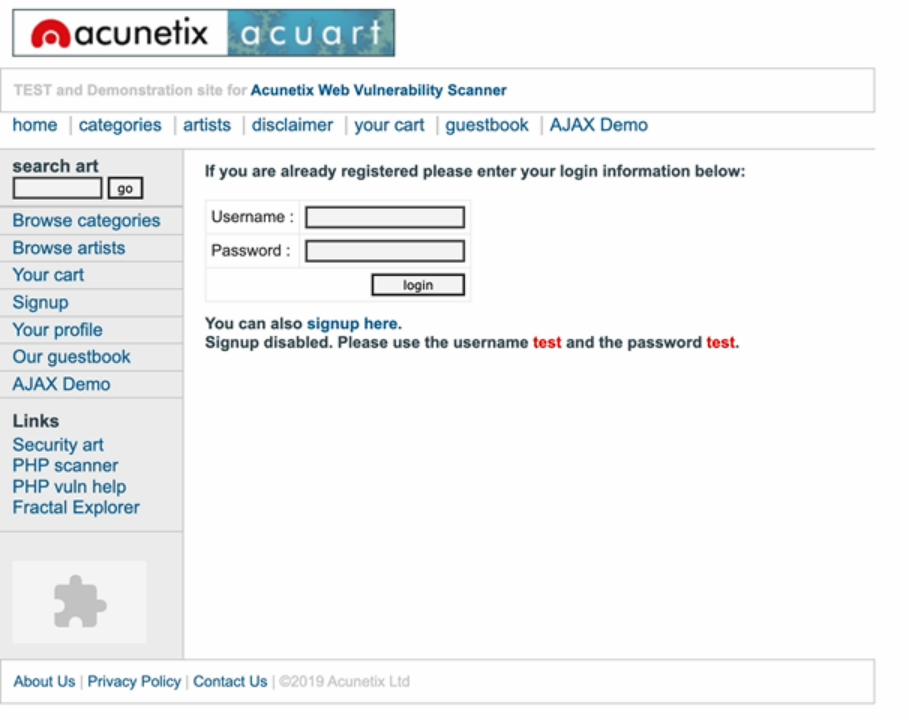 acunetix acuart
TEST and Demonstration site for Acunetix Web Vulnerability Scanner
home | categories | artists | disclaimer | your cart | guestbook | AJAX Demo
search art
go
Browse categories
Browse artists
Your cart
Signup
Your profile
Our guestbook
AJAX Demo
Links
Security art
PHP scanner
PHP vuln help
Fractal Explorer
If you are already registered please enter your login information below:
Username :
Password :
login
You can also signup here.
Signup disabled. Please use the username test and the password test.
About Us | Privacy Policy | Contact Us | ©2019 Acunetix Ltd